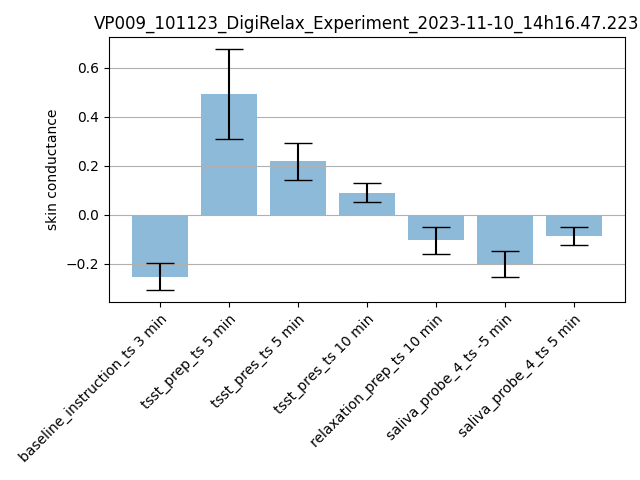 VP009_101123_DigiRelax_Experiment_2023-11-10_14h16.47.223
skin conductance
0.6
0.4
0.2
0.0
−0.2
baseline_instruction_ts 3 min
tsst_prep_ts 5 min
tsst_pres_ts 5 min
tsst_pres_ts 10 min
relaxation_prep_ts 10 min
saliva_probe_4_ts -5 min
saliva_probe_4_ts 5 min